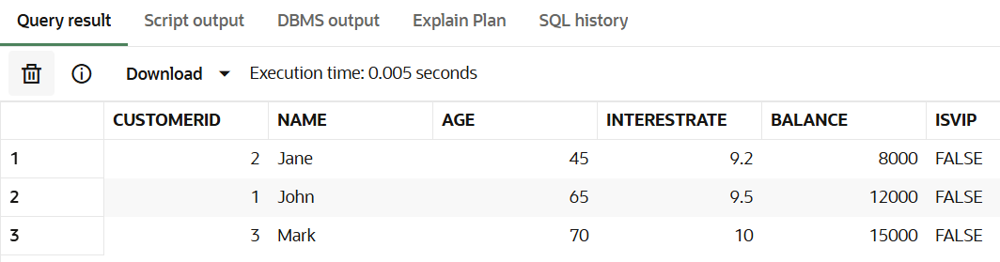 Query result Script output DBMS output Explain Plan SQL history
Download Execution time: 0.005 seconds
CUSTOMERID NAME AGE INTERESTRATE BALANCE ISVIP
1 2 Jane 45 9.2 8000 FALSE
2 1 John 65 9.5 12000 FALSE
3 3 Mark 70 10 15000 FALSE